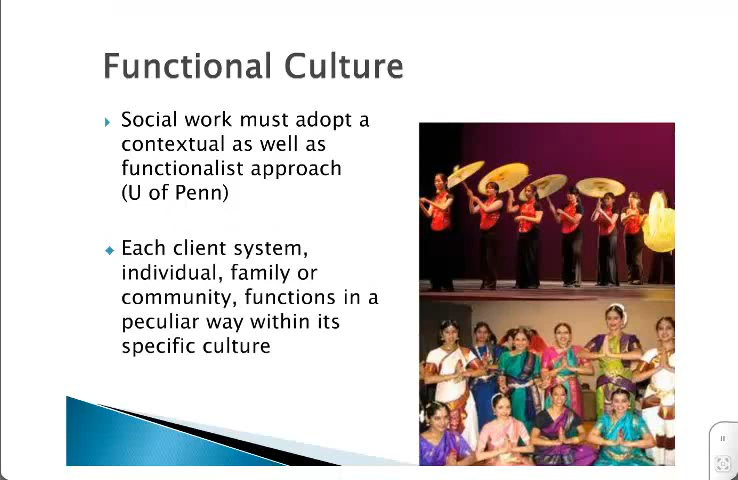 Functional Culture
Social work must adopt a
contextual as well as
functionalist approach
(U of Penn)
Each client system,
individual, family or
community, functions in a
peculiar way within its
specific culture